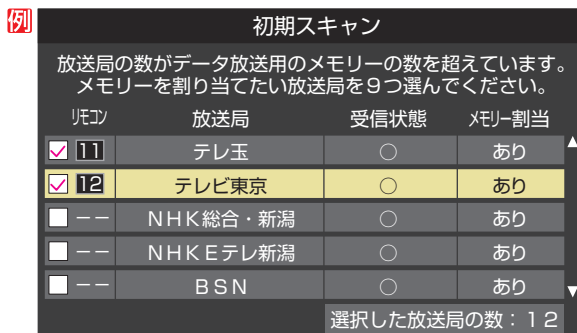 例
初期スキャン
放送局の数がデータ放送用のメモリーの数を超えています。
メモリーを割り当てたい放送局を9つ選んでください。
リモコン 放送局 受信状態 メモリー割当
11 テレ玉 ○ あり
12 テレビ東京 ○ あり
−− NHK総合・新潟 ○ あり
−− NHKEテレ新潟 ○ あり
−− BSN ○ あり
選択した放送局の数：12